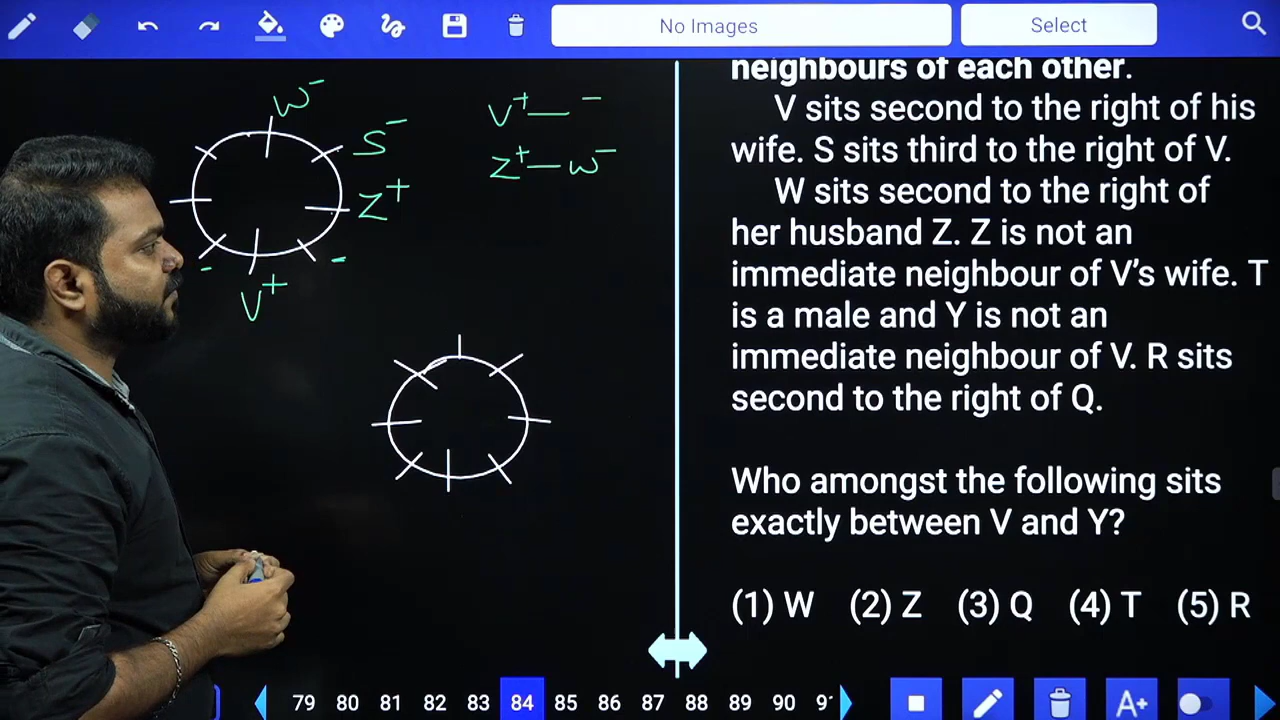 No Images
Select
neighbours of each other.
V sits second to the right of his
wife. S sits third to the right of V.
W sits second to the right of
her husband Z. Z is not an
immediate neighbour of V's wife. T
is a male and Y is not an
immediate neighbour of V. R sits
second to the right of Q.
Who amongst the following sits
exactly between V and Y?
(1) W (2) Z (3) Q (4) T (5) R
W-
S-
Z+
-
V+
-
V+ — -
Z+ — W-
79 80 81 82 83 84 85 86 87 88 89 90
A+